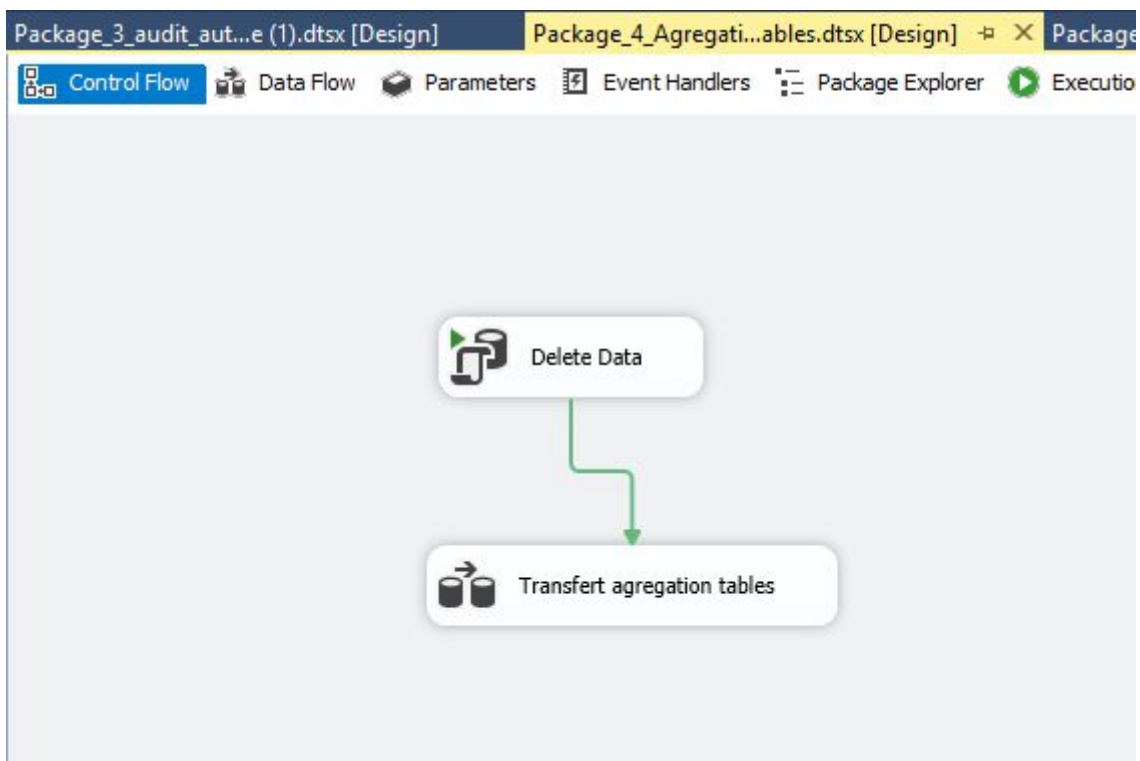 Package_3_audit_aut...e (1).dtsx [Design] Package_4_Agregati...ables.dtsx [Design] Package
Control Flow Data Flow Parameters Event Handlers Package Explorer Executio
Delete Data
Transfert agregation tables